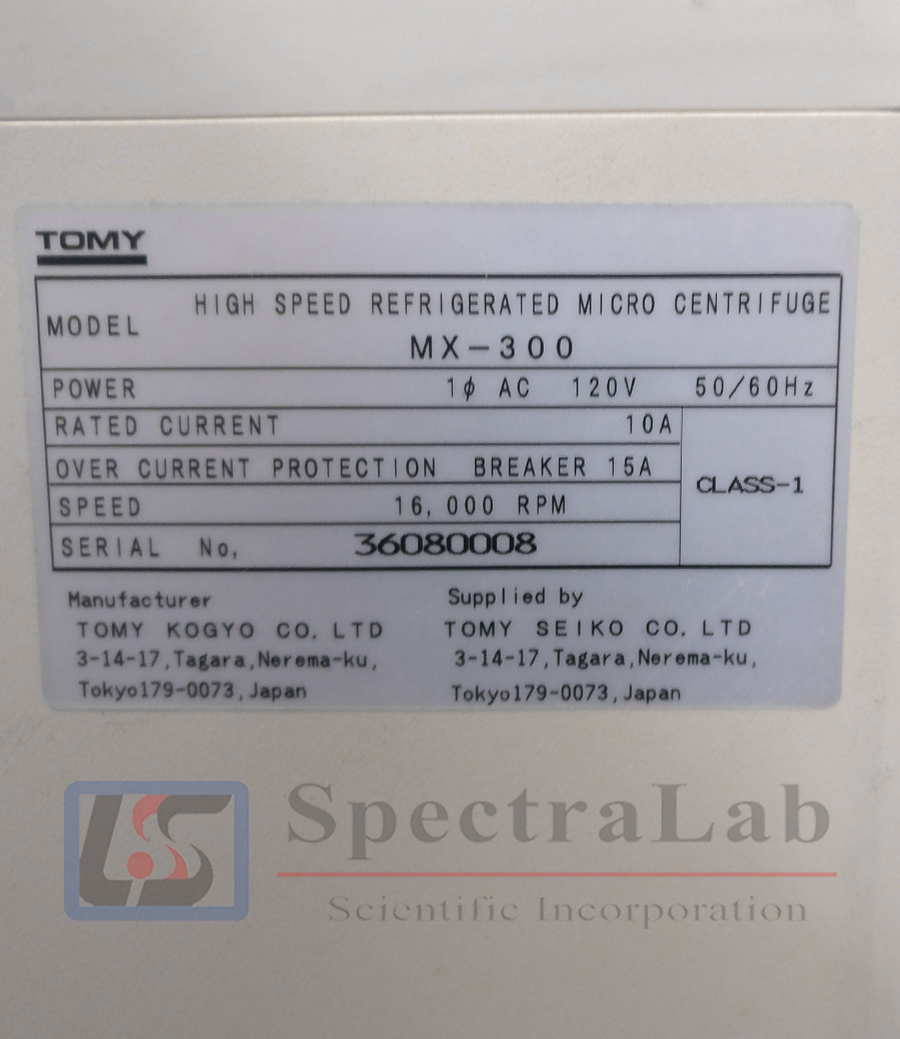 TOMY
MODEL HIGH SPEED REFRIGERATED MICRO CENTRIFUGE
MX-300
POWER 1ϕ AC 120V 50/60Hz
RATED CURRENT 10A
OVER CURRENT PROTECTION BREAKER 15A
CLASS-1
SPEED 16,000 RPM
SERIAL No, 36080008
Manufacturer Supplied by
TOMY KOGYO CO. LTD TOMY SEIKO CO. LTD
3-14-17,Tagara,Nerema-ku, 3-14-17,Tagara,Nerema-ku,
Tokyo179-0073,Japan Tokyo179-0073,Japan
LS SpectraLab
Scientific Incorporation